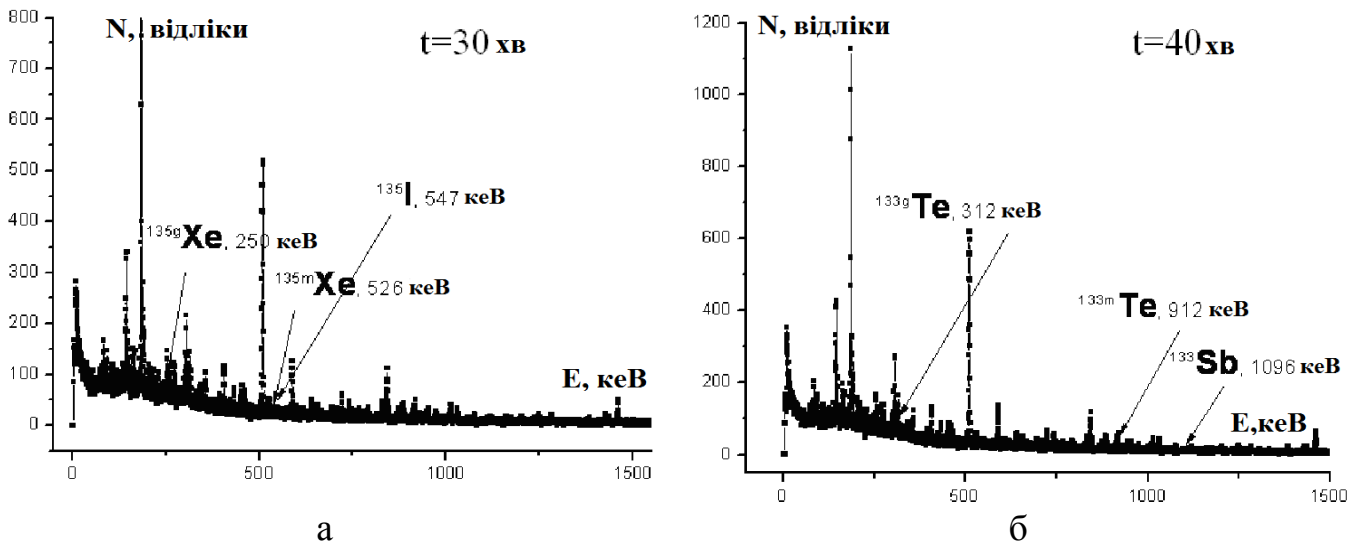 N, відліки
t=30 хв
800
700
600
500
400
300
200
100
0
¹³⁵I, 547 кеВ
¹³⁵ᵍXe, 250 кеВ
¹³⁵ᵐXe, 526 кеВ
E, кеВ
0 500 1000 1500
а
N, відліки
t=40 хв
1200
1000
800
600
400
200
0
¹³³ᵍTe, 312 кеВ
¹³³ᵐTe, 912 кеВ
¹³³Sb, 1096 кеВ
E,кеВ
0 500 1000 1500
б